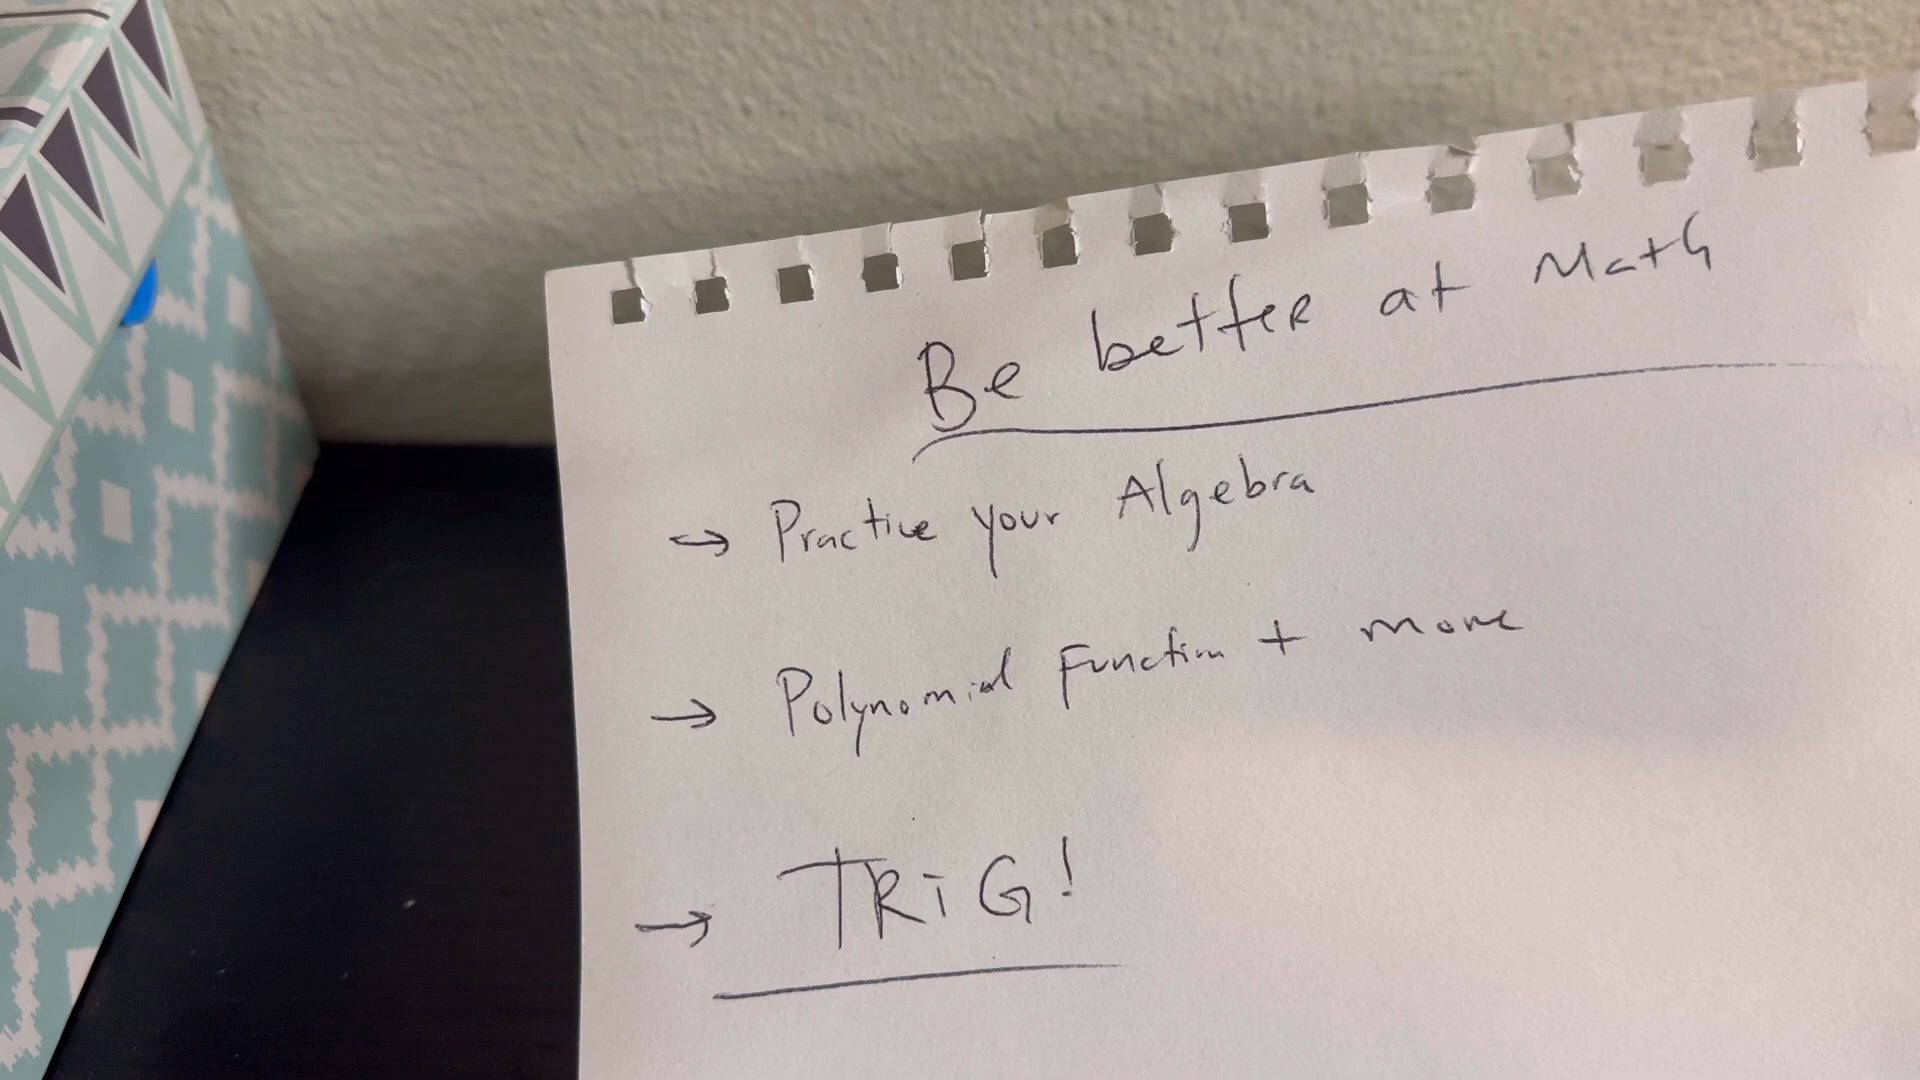 Be better at Math
→ Practice your Algebra
→ Polynomial Function + more
→ TRiG!